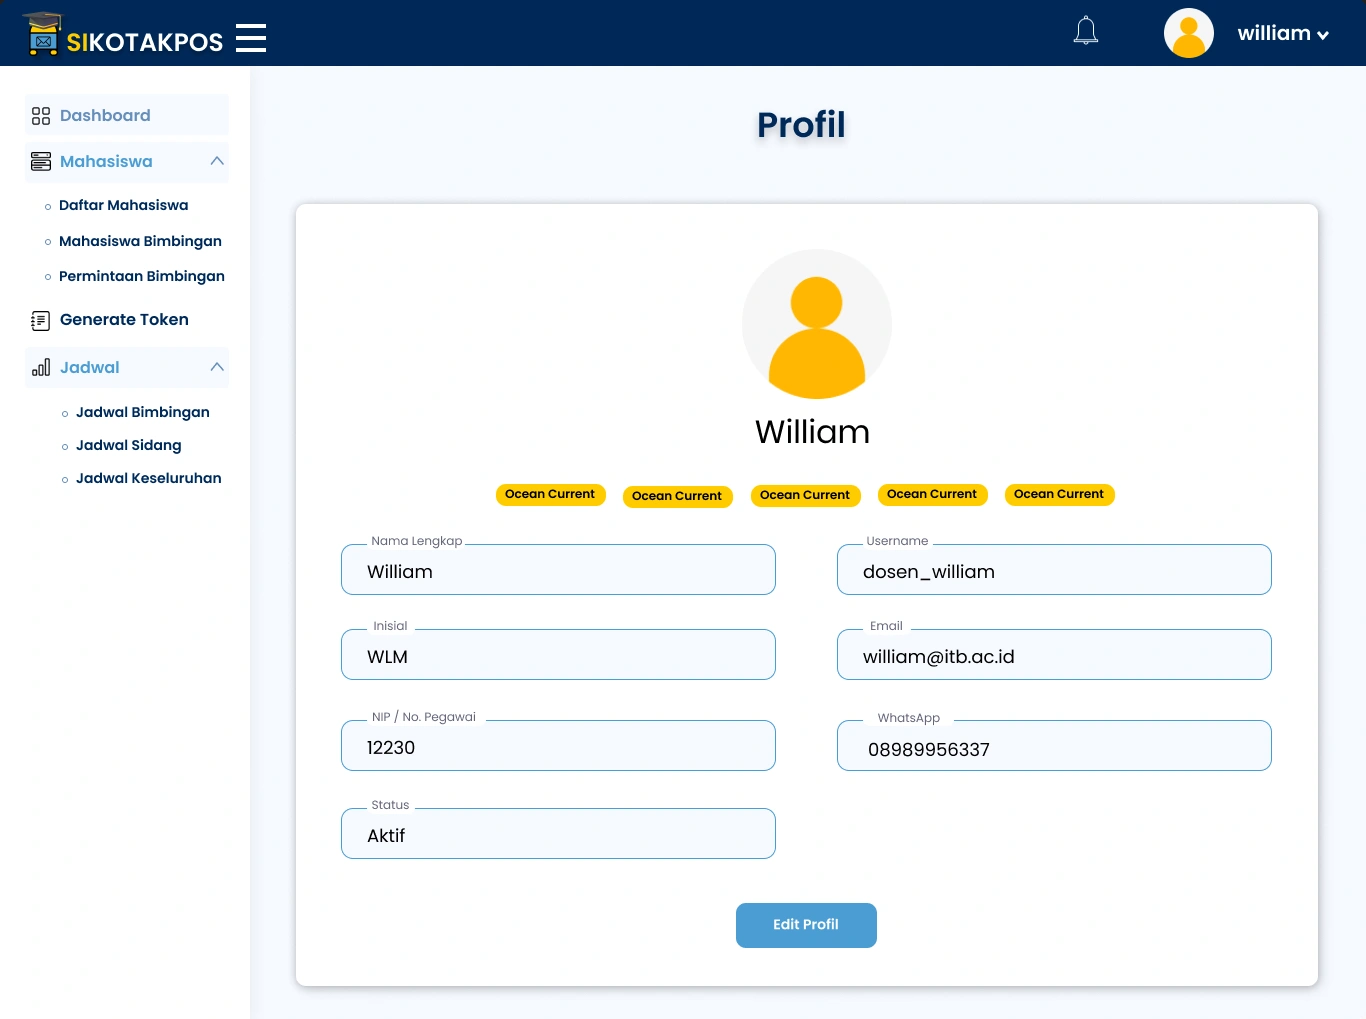 SIKOTAKPOS
william
Dashboard
Mahasiswa
Daftar Mahasiswa
Mahasiswa Bimbingan
Permintaan Bimbingan
Generate Token
Jadwal
Jadwal Bimbingan
Jadwal Sidang
Jadwal Keseluruhan
Profil
William
Ocean Current Ocean Current Ocean Current Ocean Current Ocean Current
Nama Lengkap
William
Username
dosen_william
Inisial
WLM
Email
william@itb.ac.id
NIP / No. Pegawai
12230
WhatsApp
08989956337
Status
Aktif
Edit Profil